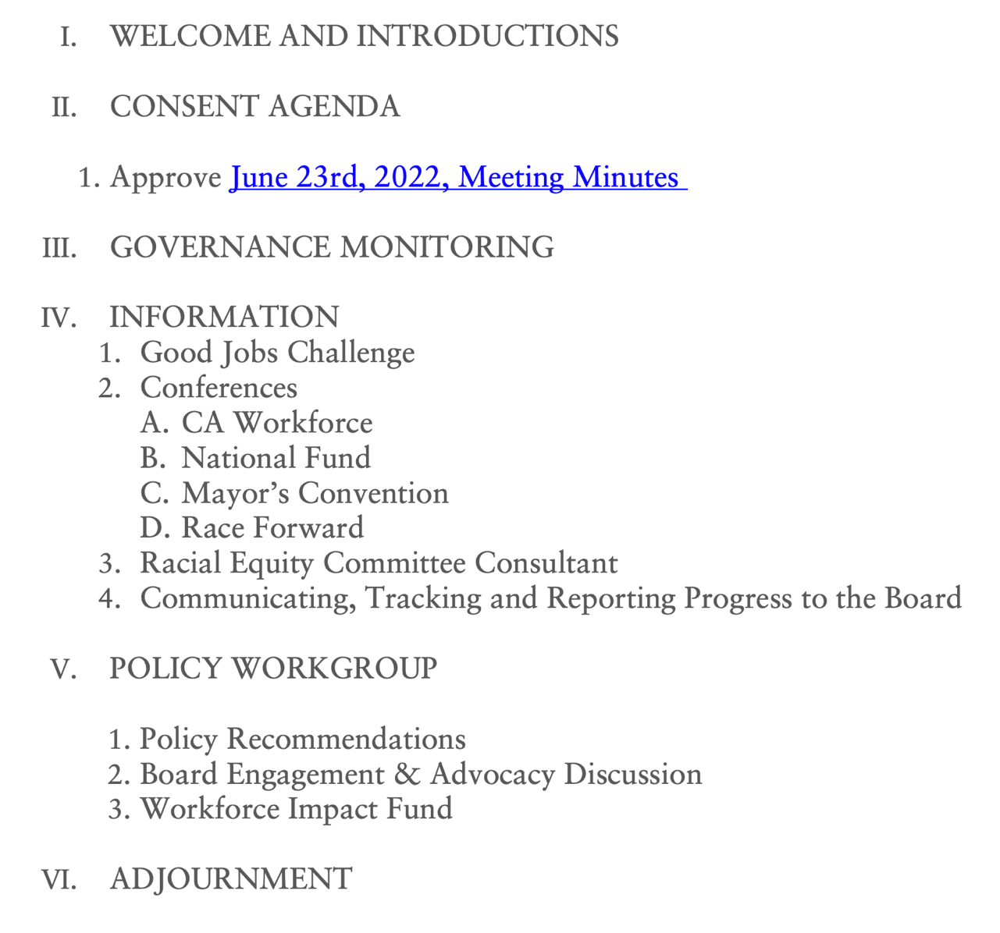 I. WELCOME AND INTRODUCTIONS
II. CONSENT AGENDA
1. Approve June 23rd, 2022, Meeting Minutes
III. GOVERNANCE MONITORING
IV. INFORMATION
1. Good Jobs Challenge
2. Conferences
A. CA Workforce
B. National Fund
C. Mayor’s Convention
D. Race Forward
3. Racial Equity Committee Consultant
4. Communicating, Tracking and Reporting Progress to the Board
V. POLICY WORKGROUP
1. Policy Recommendations
2. Board Engagement & Advocacy Discussion
3. Workforce Impact Fund
VI. ADJOURNMENT